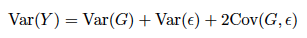 Var(Y) = Var(G) + Var(ϵ) + 2Cov(G, ϵ)